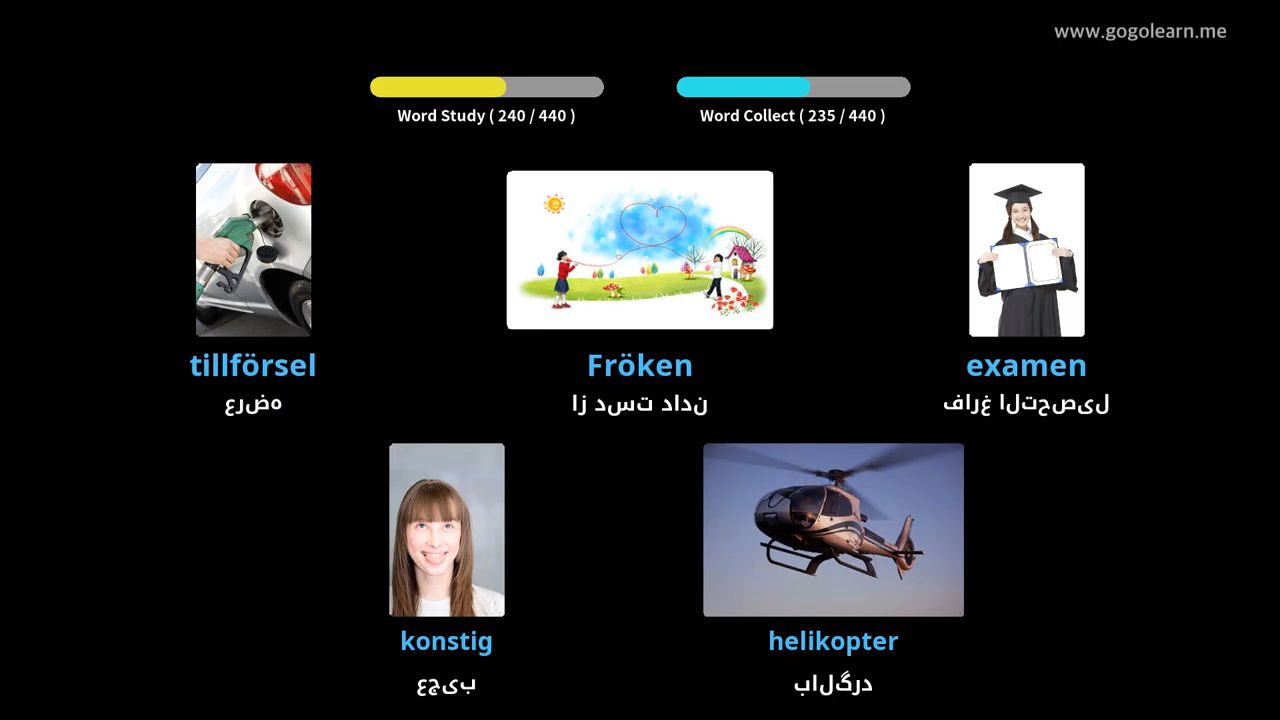 www.gogolearn.me
Word Study ( 240 / 440 )
Word Collect ( 235 / 440 )
tillförsel
Fröken
examen
عرضه
از دست دادن
فارغ التحصیل
konstig
helikopter
عجیب
بالگرد